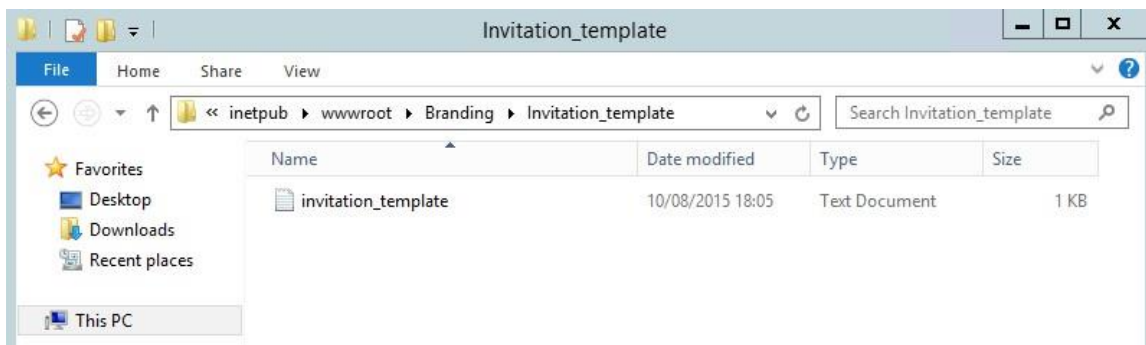 Invitation_template
File Home Share View
« inetpub wwwroot Branding Invitation_template Search Invitation_template
Favorites
Desktop
Downloads
Recent places
This PC
Name Date modified Type Size
invitation_template 10/08/2015 18:05 Text Document 1 KB